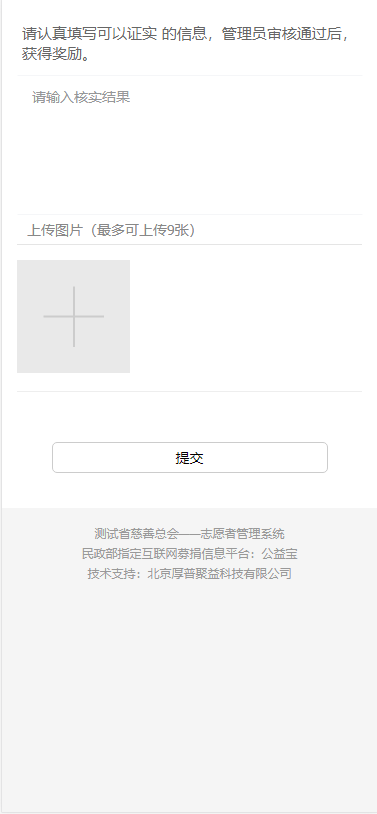 请认真填写可以证实 的信息，管理员审核通过后，
获得奖励。
请输入核实结果
上传图片（最多可上传9张）
提交
测试省慈善总会——志愿者管理系统
民政部指定互联网募捐信息平台：公益宝
技术支持：北京厚普聚益科技有限公司